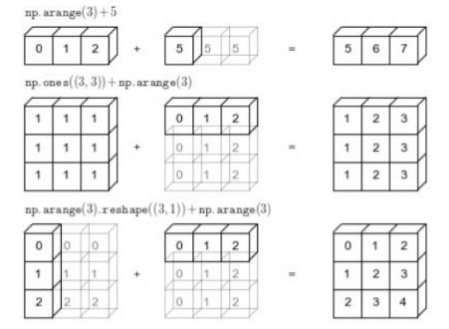 np.arange(3)+5
0 1 2 + 5 5 5 = 5 6 7
np.ones((3,3))+np.arange(3)
1 1 1 0 1 2 1 2 3
1 1 1 + 0 1 2 = 1 2 3
1 1 1 0 1 2 1 2 3
np.arange(3).reshape((3,1))+np.arange(3)
0 0 0 0 1 2 0 1 2
1 1 1 + 0 1 2 = 1 2 3
2 2 2 0 1 2 2 3 4